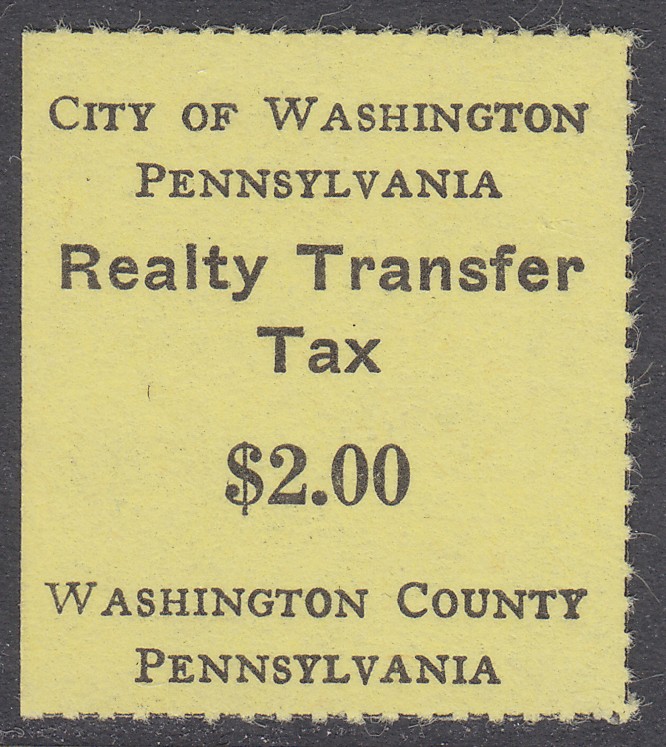 City of Washington
Pennsylvania
Realty Transfer
Tax
$2.00
Washington County
Pennsylvania